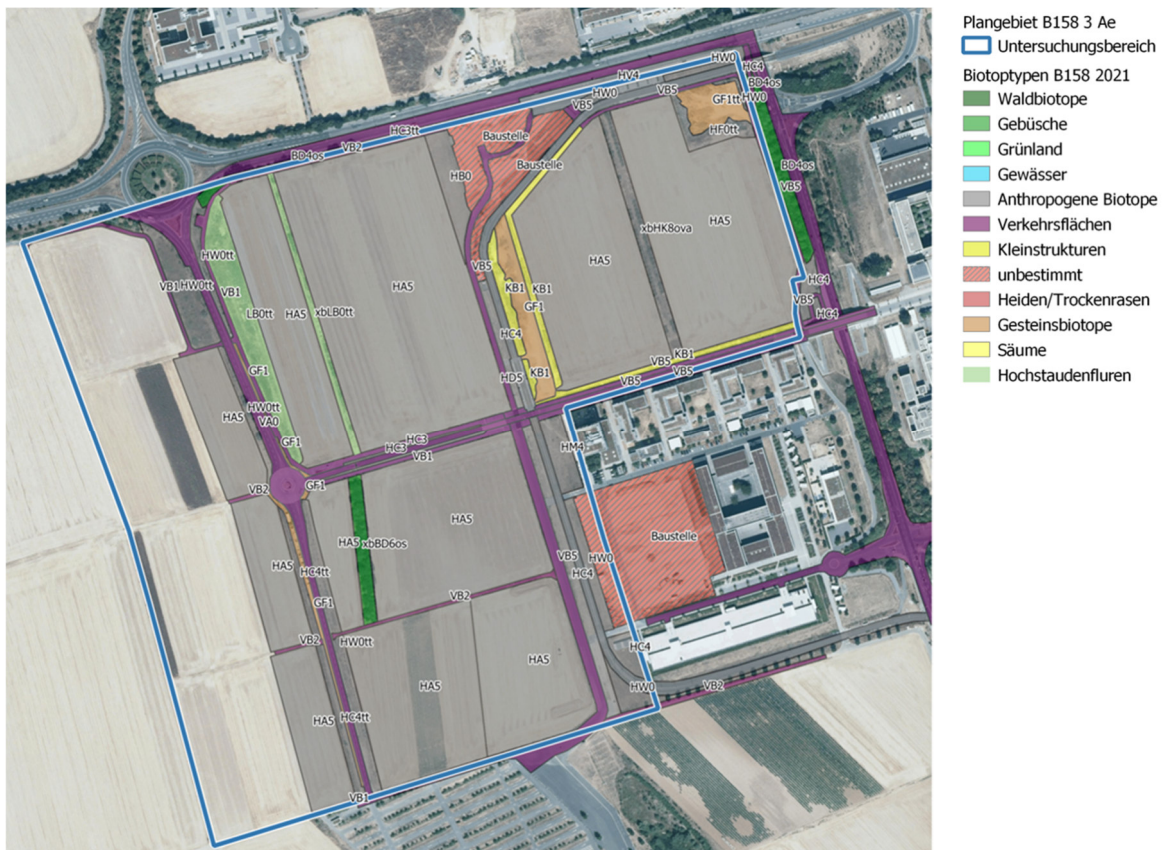 Plangebiet B158 3 Ae
Untersuchungsbereich
Biotoptypen B158 2021
Waldbiotope
Gebüsche
Grünland
Gewässer
Anthropogene Biotope
Verkehrsflächen
Kleinstrukturen
unbestimmt
Heiden/Trockenrasen
Gesteinsbiotope
Säume
Hochstaudenfluren
HW0
HC4
BD4os
HV4
HW0
VB5
VB5
GF1tt
HW0
HF0tt
HC3tt
VB2
BD4os
Baustelle
Baustelle
HB0
BD4os
VB5
HA5
xbHK8ova
HW0tt
HA5
HA5
VB5
HC4
VB1
HW0tt
VB1
KB1
KB1
GF1
VB5
HC4
LB0tt
HA5
xbLB0tt
HC4
KB1
VB5
VB5
GF1
HD5
KB1
VB5
HW0tt
VA0
HA5
GF1
HC3
HC3
VB1
HM4
VB2
GF1
HA5
HA5
xbBD6os
Baustelle
HA5
HC4tt
VB5
HW0
HC4
GF1
VB2
VB2
HW0tt
HC4
HA5
HA5
HW0
VB2
HA5
HC4tt
VB1